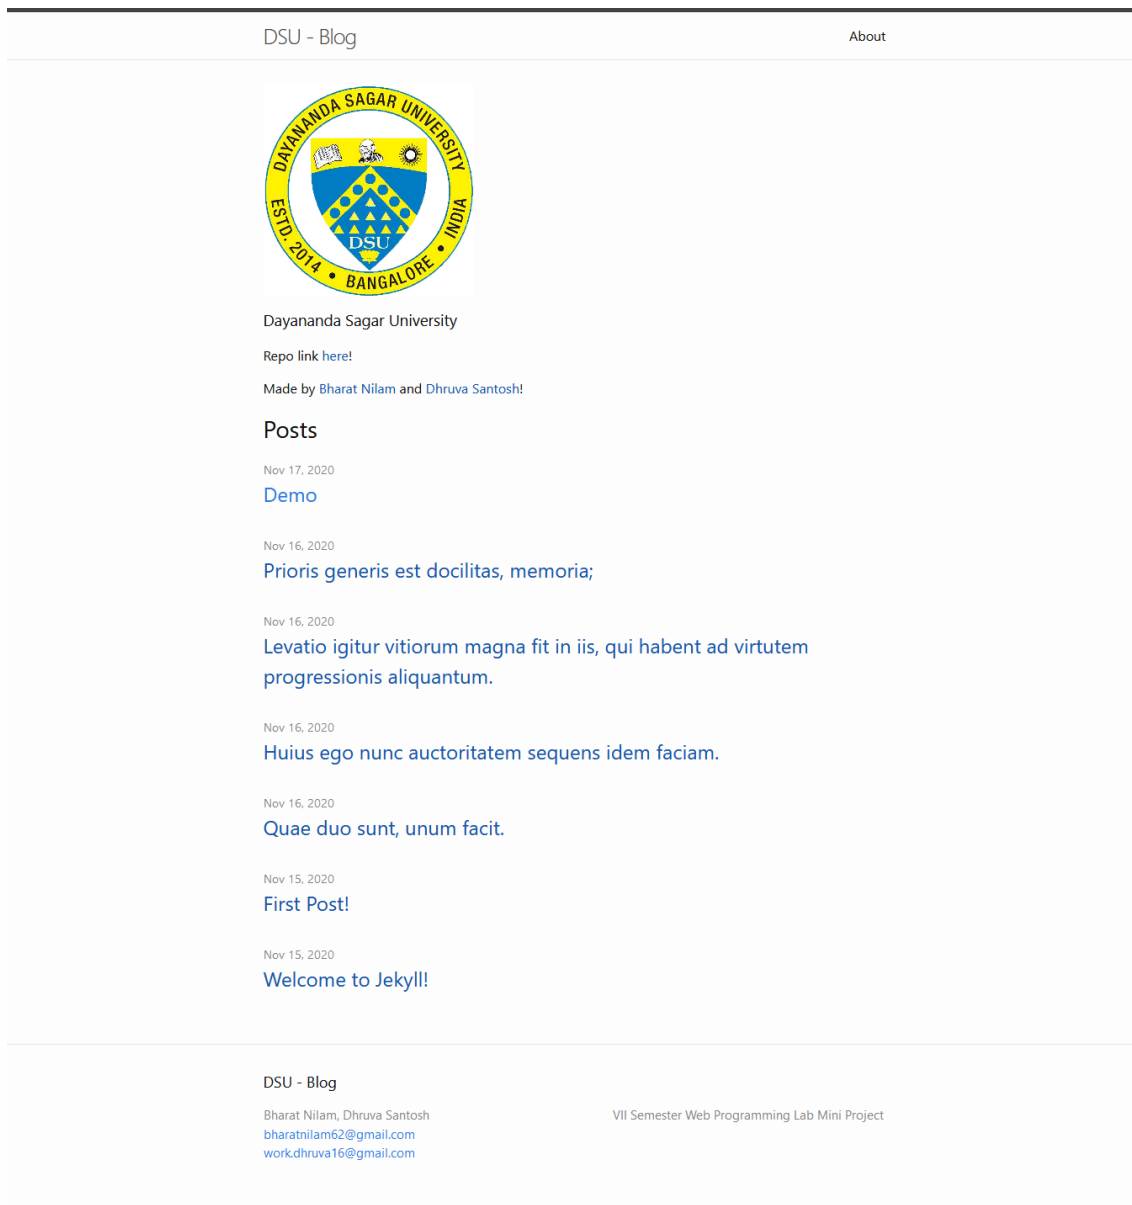 DSU - Blog
About
DAYANANDA SAGAR UNIVERSITY
ESTD. 2014 • BANGALORE • INDIA
DSU
Dayananda Sagar University
Repo link here!
Made by Bharat Nilam and Dhruva Santosh!
Posts
Nov 17, 2020
Demo
Nov 16, 2020
Prioris generis est docilitas, memoria;
Nov 16, 2020
Levatio igitur vitiorum magna fit in iis, qui habent ad virtutem
progressionis aliquantum.
Nov 16, 2020
Huius ego nunc auctoritatem sequens idem faciam.
Nov 16, 2020
Quae duo sunt, unum facit.
Nov 15, 2020
First Post!
Nov 15, 2020
Welcome to Jekyll!
DSU - Blog
Bharat Nilam, Dhruva Santosh
bharatnilam62@gmail.com
work.dhruva16@gmail.com
VII Semester Web Programming Lab Mini Project